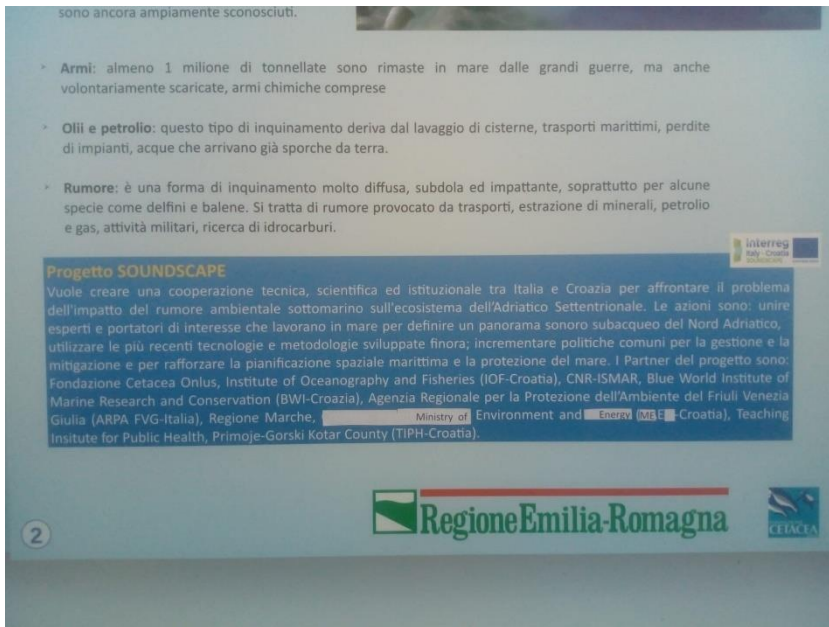 sono ancora ampiamente sconosciuti.
Armi: almeno 1 milione di tonnellate sono rimaste in mare dalle grandi guerre, ma anche
volontariamente scaricate, armi chimiche comprese
Olii e petrolio: questo tipo di inquinamento deriva dal lavaggio di cisterne, trasporti marittimi, perdite
di impianti, acque che arrivano già sporche da terra.
Rumore: è una forma di inquinamento molto diffusa, subdola ed impattante, soprattutto per alcune
specie come delfini e balene. Si tratta di rumore provocato da trasporti, estrazione di minerali, petrolio
e gas, attività militari, ricerca di idrocarburi.
interreg
Italy - Croatia
SOUNDSCAPE
Progetto SOUNDSCAPE
Vuole creare una cooperazione tecnica, scientifica ed istituzionale tra Italia e Croazia per affrontare il problema
dell'impatto del rumore ambientale sottomarino sull'ecosistema dell'Adriatico Settentrionale. Le azioni sono: unire
esperti e portatori di interesse che lavorano in mare per definire un panorama sonoro subacqueo del Nord Adriatico,
utilizzare le più recenti tecnologie e metodologie sviluppate finora; incrementare politiche comuni per la gestione e la
mitigazione e per rafforzare la pianificazione spaziale marittima e la protezione del mare. I Partner del progetto sono:
Fondazione Cetacea Onlus, Institute of Oceanography and Fisheries (IOF-Croatia), CNR-ISMAR, Blue World Institute of
Marine Research and Conservation (BWI-Croazia), Agenzia Regionale per la Protezione dell'Ambiente del Friuli Venezia
Giulia (ARPA FVG-Italia), Regione Marche, Ministry of Environment and Energy (MEE -Croatia), Teaching
Insitute for Public Health, Primoje-Gorski Kotar County (TIPH-Croatia).
2
RegioneEmilia-Romagna
CETACEA